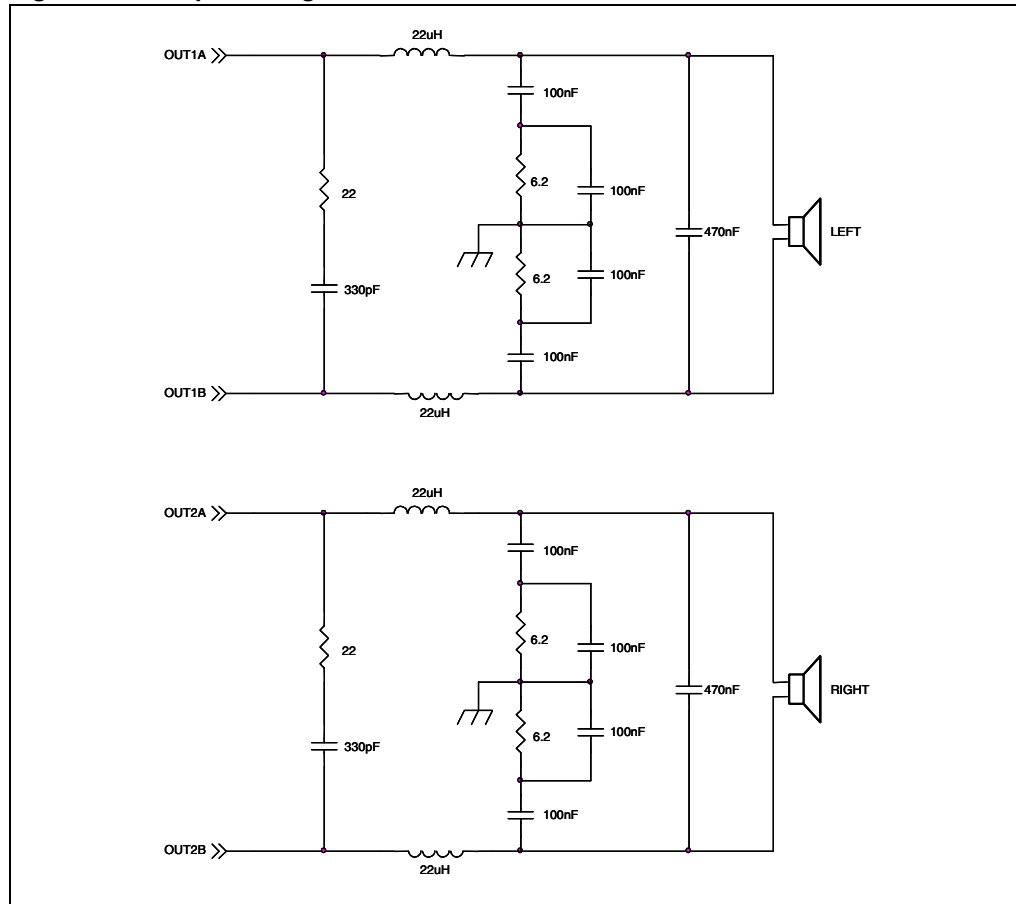 22uH
OUT1A
100nF
6.2
100nF
22
470nF
LEFT
100nF
6.2
330pF
100nF
OUT1B
22uH
22uH
OUT2A
100nF
6.2
100nF
22
470nF
RIGHT
100nF
6.2
330pF
100nF
OUT2B
22uH